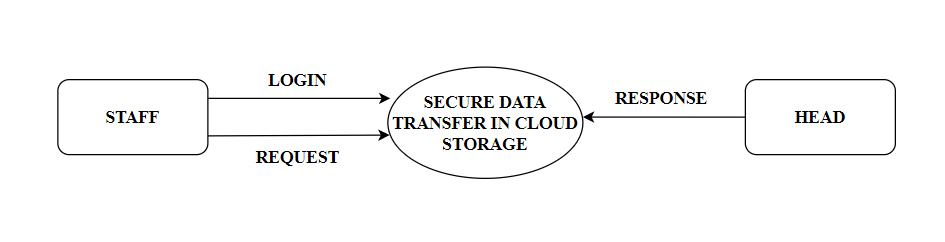 LOGIN
STAFF
REQUEST
SECURE DATA
TRANSFER IN CLOUD
STORAGE
RESPONSE
HEAD